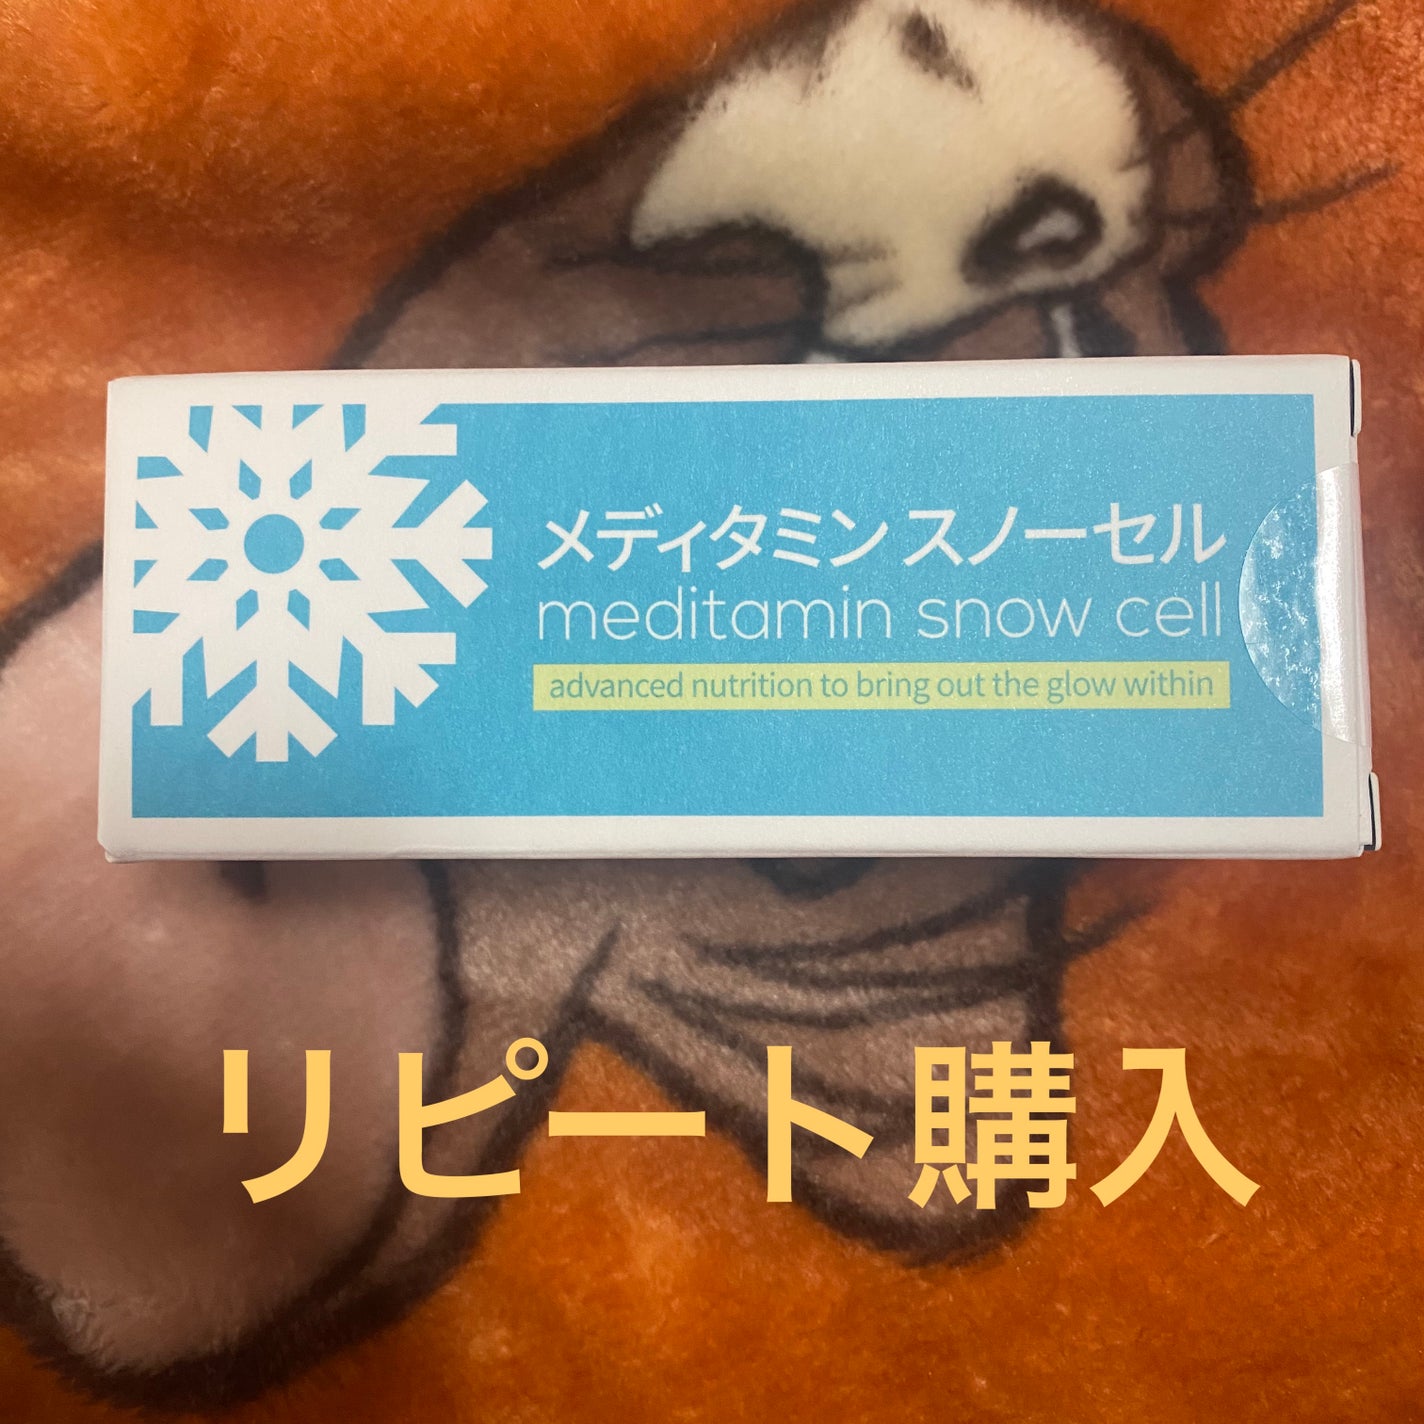 メディタミン スノーセル
meditamin snow cell
advanced nutrition to bring out the glow within
リピート購入